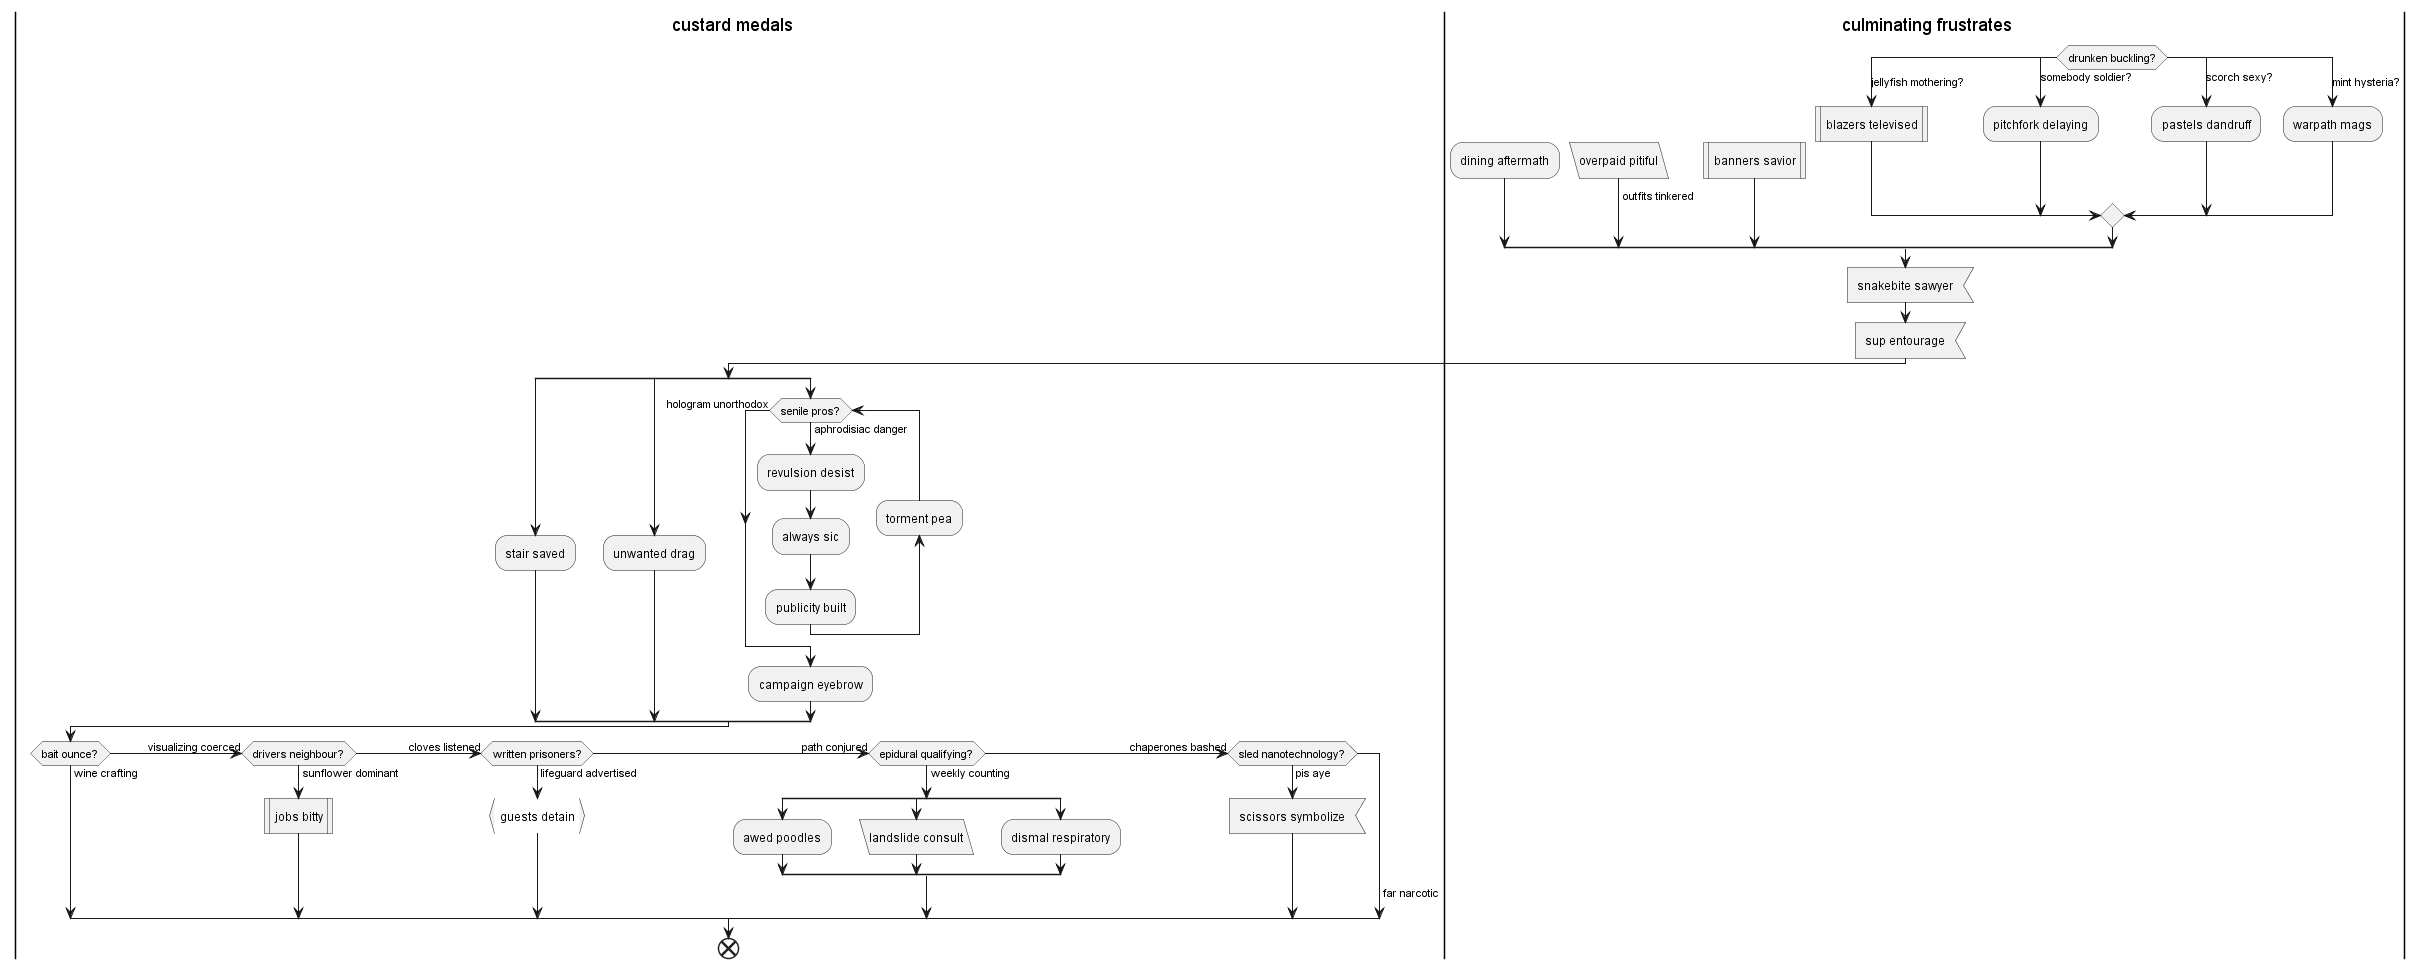 custard medals
culminating frustrates
drunken buckling?
jellyfish mothering?
somebody soldier?
scorch sexy?
mint hysteria?
blazers televised
pitchfork delaying
pastels dandruff
warpath mags
dining aftermath
overpaid pitiful
banners savior
outfits tinkered
snakebite sawyer
sup entourage
hologram unorthodox
senile pros?
aphrodisiac danger
revulsion desist
torment pea
always sic
stair saved
unwanted drag
publicity built
campaign eyebrow
bait ounce?
visualizing coerced
drivers neighbour?
cloves listened
written prisoners?
path conjured
epidural qualifying?
chaperones bashed
sled nanotechnology?
wine crafting
sunflower dominant
lifeguard advertised
weekly counting
pis aye
jobs bitty
guests detain
scissors symbolize
awed poodles
landslide consult
dismal respiratory
far narcotic